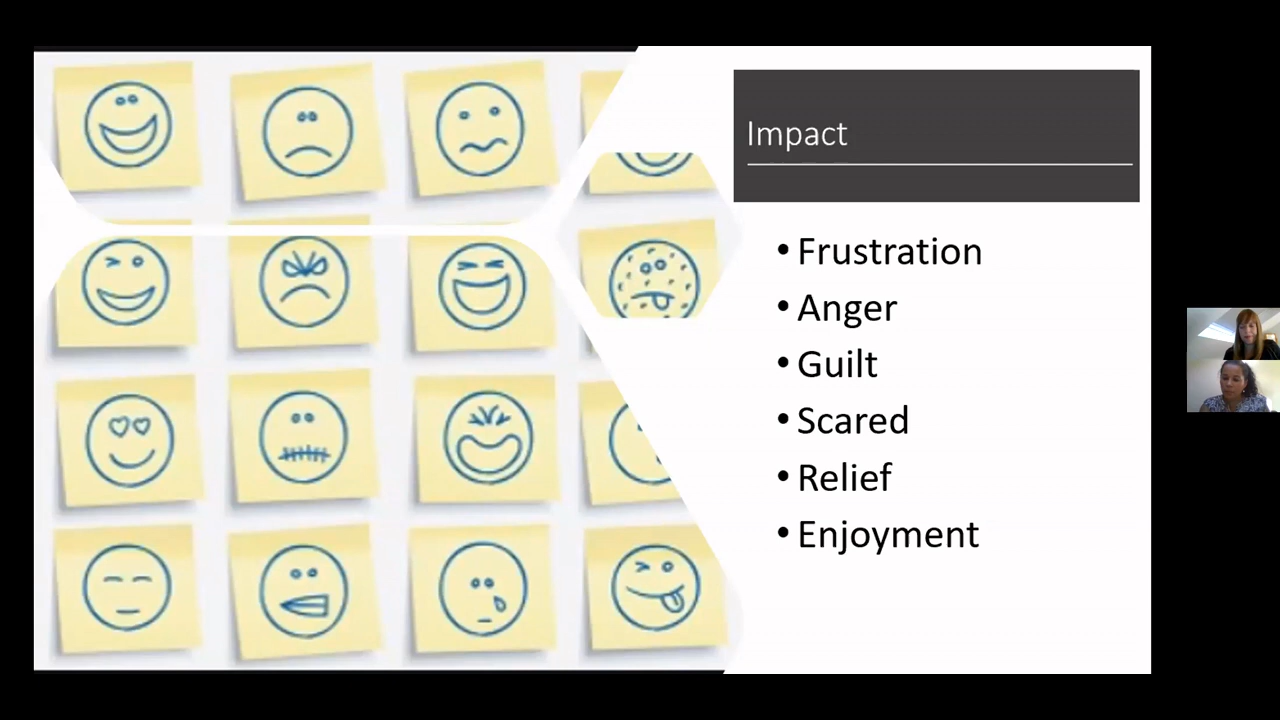 Impact
• Frustration
• Anger
• Guilt
• Scared
• Relief
• Enjoyment